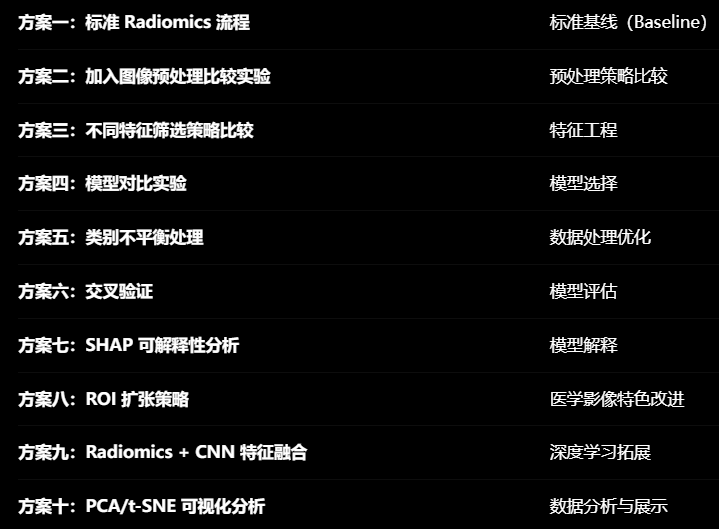 方案一：标准 Radiomics 流程 标准基线（Baseline）
方案二：加入图像预处理比较实验 预处理策略比较
方案三：不同特征筛选策略比较 特征工程
方案四：模型对比实验 模型选择
方案五：类别不平衡处理 数据处理优化
方案六：交叉验证 模型评估
方案七：SHAP 可解释性分析 模型解释
方案八：ROI 扩张策略 医学影像特色改进
方案九：Radiomics + CNN 特征融合 深度学习拓展
方案十：PCA/t-SNE 可视化分析 数据分析与展示